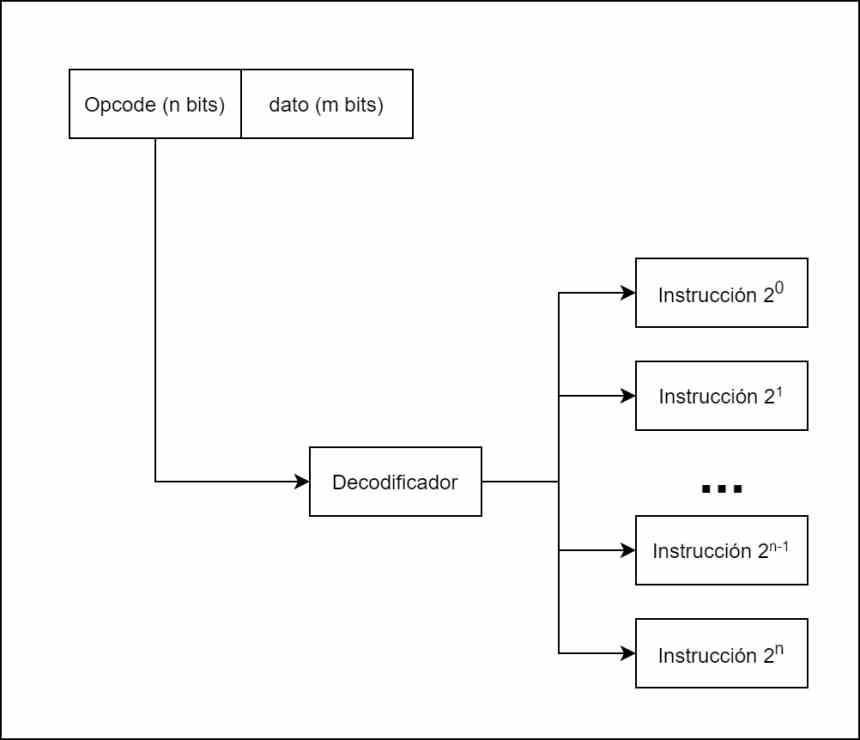 Opcode (n bits) dato (m bits)
Instrucción 2⁰
Instrucción 2¹
Decodificador
...
Instrucción 2ⁿ⁻¹
Instrucción 2ⁿ